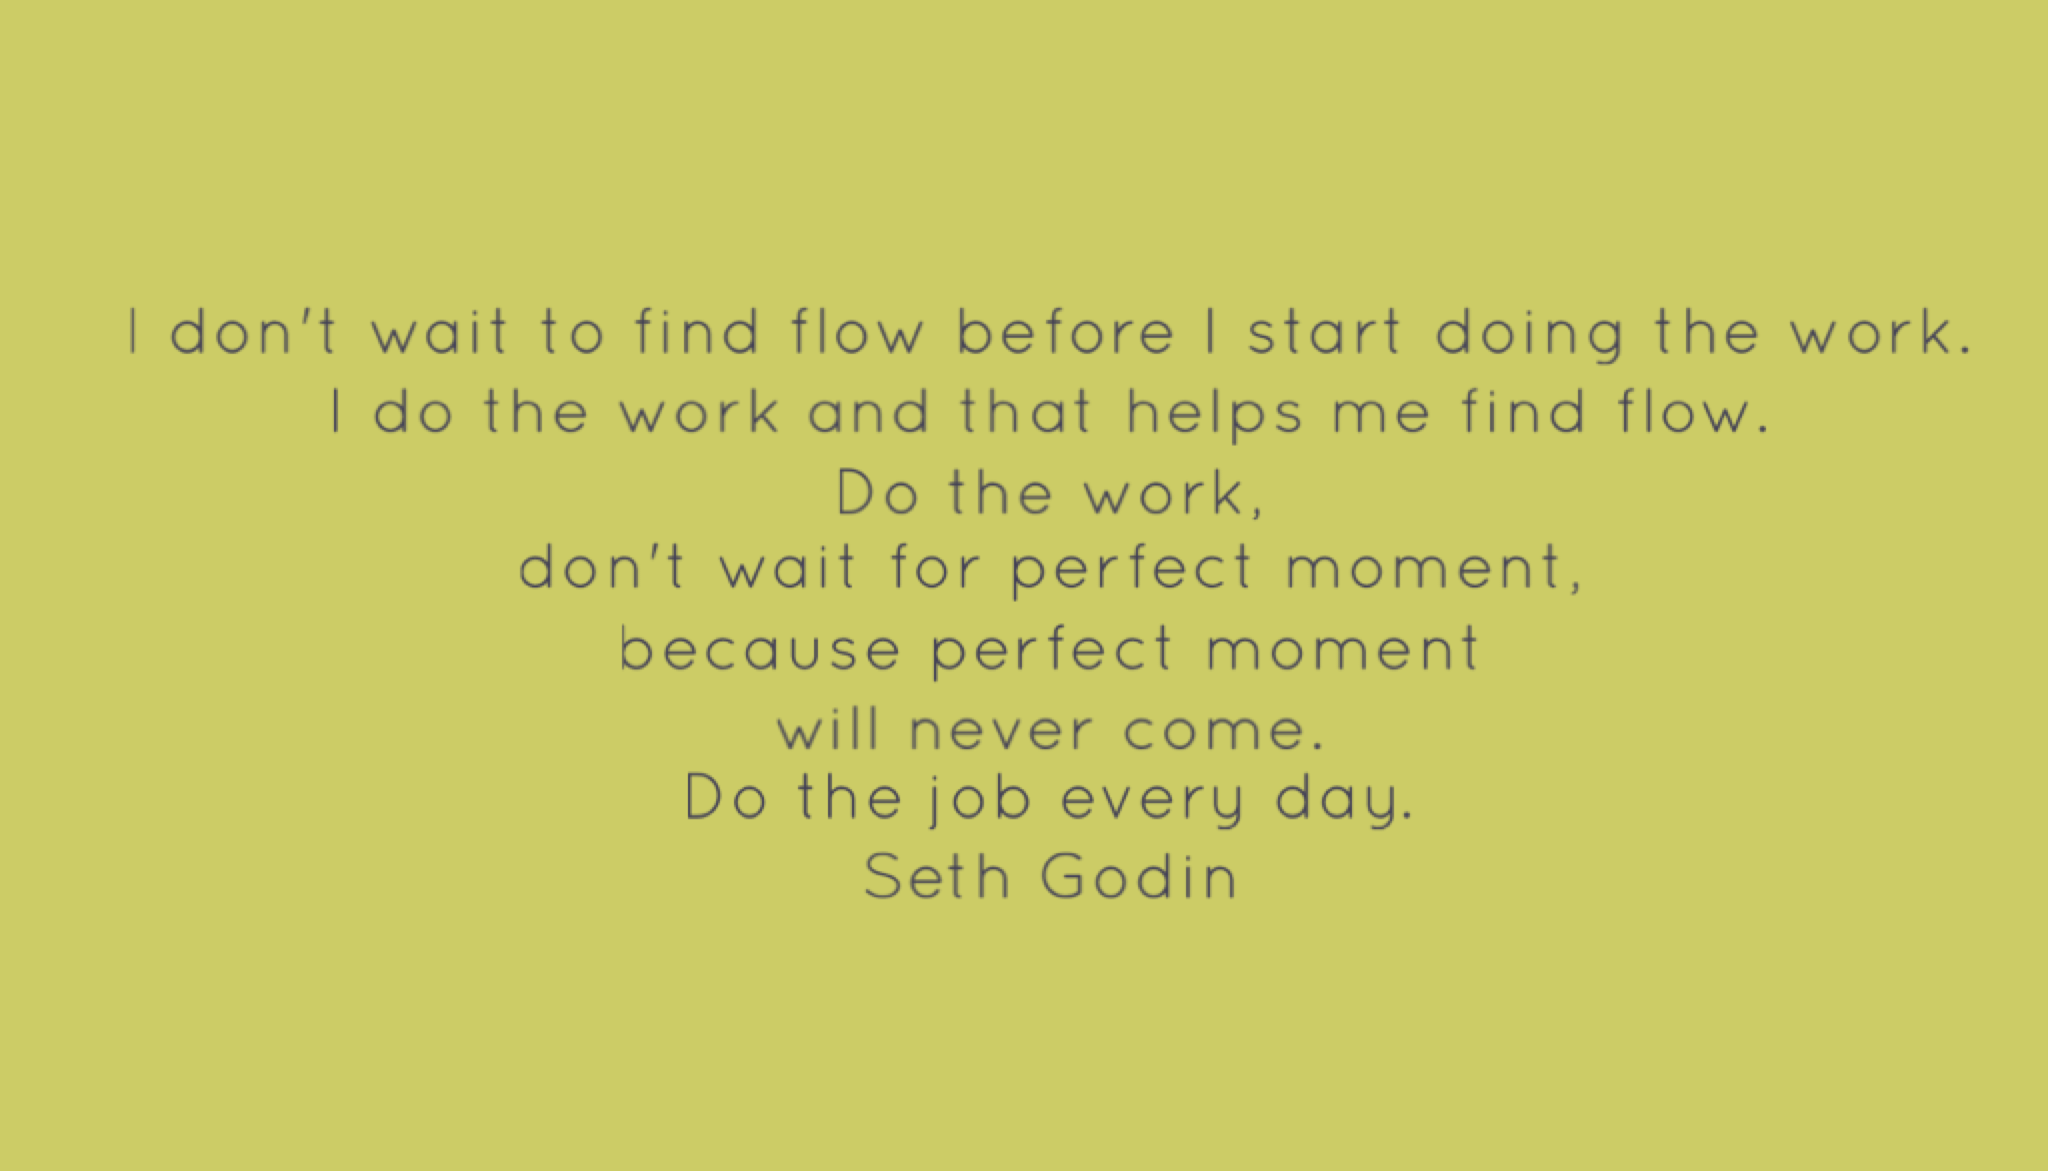 I don't wait to find flow before I start doing the work.
I do the work and that helps me find flow.
Do the work,
don't wait for perfect moment,
because perfect moment
will never come.
Do the job every day.
Seth Godin